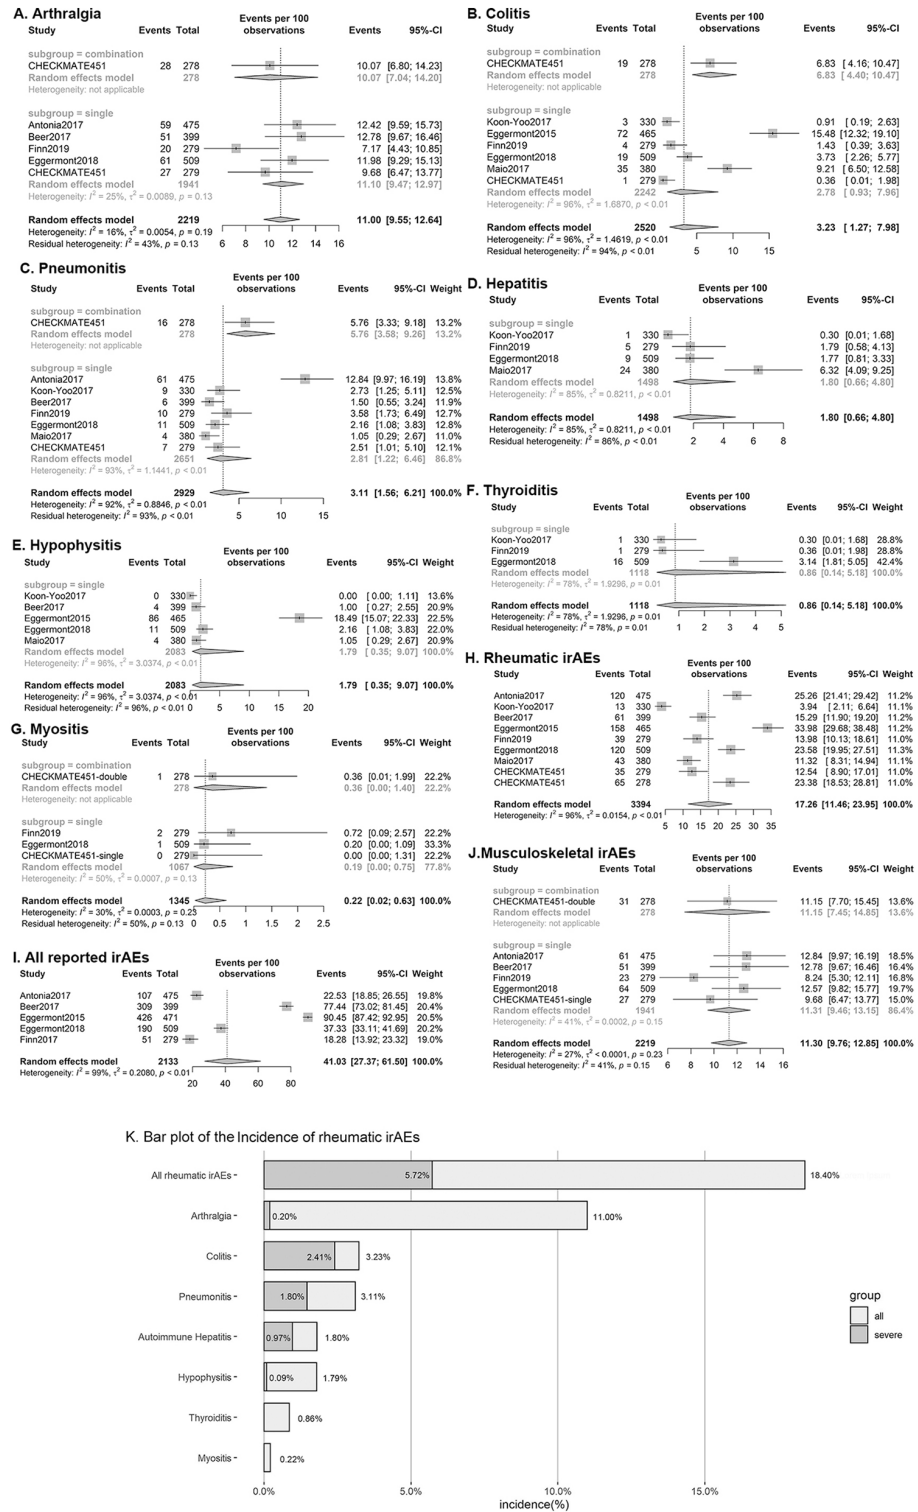 A. Arthralgia
Study Events Total Events per 100 observations Events 95%-CI
subgroup = combination
CHECKMATE451 28 278 10.07 [6.80; 14.23]
Random effects model 278 10.07 [7.04; 14.20]
Heterogeneity: not applicable
subgroup = single
Antonia2017 59 475 12.42 [9.59; 15.73]
Beer2017 51 399 12.78 [9.67; 16.46]
Finn2019 20 279 7.17 [4.43; 10.85]
Eggermont2018 61 509 11.98 [9.29; 15.13]
CHECKMATE451 27 279 9.68 [6.47; 13.77]
Random effects model 1941 11.10 [9.47; 12.97]
Heterogeneity: I² = 25%, τ² = 0.0089, p = 0.13
Random effects model 2219 11.00 [9.55; 12.64]
Heterogeneity: I² = 16%, τ² = 0.0054, p = 0.19
Residual heterogeneity: I² = 43%, p = 0.13 6 8 10 12 14 16
B. Colitis
Study Events Total Events per 100 observations Events 95%-CI
subgroup = combination
CHECKMATE451 19 278 6.83 [ 4.16; 10.47]
Random effects model 278 6.83 [ 4.40; 10.47]
Heterogeneity: not applicable
subgroup = single
Koon-Yoo2017 3 330 0.91 [ 0.19; 2.63]
Eggermont2015 72 465 15.48 [12.32; 19.10]
Finn2019 4 279 1.43 [ 0.39; 3.63]
Eggermont2018 19 509 3.73 [ 2.26; 5.77]
Maio2017 35 380 9.21 [ 6.50; 12.58]
CHECKMATE451 1 279 0.36 [ 0.01; 1.98]
Random effects model 2242 2.78 [ 0.93; 7.96]
Heterogeneity: I² = 96%, τ² = 1.6870, p < 0.01
Random effects model 2520 3.23 [ 1.27; 7.98]
Heterogeneity: I² = 96%, τ² = 1.4619, p < 0.01
Residual heterogeneity: I² = 94%, p < 0.01 5 10 15
C. Pneumonitis
Study Events Total Events per 100 observations Events 95%-CI Weight
subgroup = combination
CHECKMATE451 16 278 5.76 [3.33; 9.18] 13.2%
Random effects model 278 5.76 [3.58; 9.26] 13.2%
Heterogeneity: not applicable
subgroup = single
Antonia2017 61 475 12.84 [9.97; 16.19] 13.8%
Koon-Yoo2017 9 330 2.73 [1.25; 5.11] 12.5%
Beer2017 6 399 1.50 [0.55; 3.24] 11.9%
Finn2019 10 279 3.58 [1.73; 6.49] 12.7%
Eggermont2018 11 509 2.16 [1.08; 3.83] 12.8%
Maio2017 4 380 1.05 [0.29; 2.67] 11.0%
CHECKMATE451 7 279 2.51 [1.01; 5.10] 12.1%
Random effects model 2651 2.81 [1.22; 6.46] 86.8%
Heterogeneity: I² = 93%, τ² = 1.1441, p < 0.01
Random effects model 2929 3.11 [1.56; 6.21] 100.0%
Heterogeneity: I² = 92%, τ² = 0.8846, p < 0.01
Residual heterogeneity: I² = 93%, p < 0.01 5 10 15
D. Hepatitis
Study Events Total Events per 100 observations Events 95%-CI
subgroup = single
Koon-Yoo2017 1 330 0.30 [0.01; 1.68]
Finn2019 5 279 1.79 [0.58; 4.13]
Eggermont2018 9 509 1.77 [0.81; 3.33]
Maio2017 24 380 6.32 [4.09; 9.25]
Random effects model 1498 1.80 [0.66; 4.80]
Heterogeneity: I² = 85%, τ² = 0.8211, p < 0.01
Random effects model 1498 1.80 [0.66; 4.80]
Heterogeneity: I² = 85%, τ² = 0.8211, p < 0.01
Residual heterogeneity: I² = 86%, p < 0.01 2 4 6 8
E. Hypophysitis
Study Events Total Events per 100 observations Events 95%-CI Weight
subgroup = single
Koon-Yoo2017 0 330 0.00 [ 0.00; 1.11] 13.6%
Beer2017 4 399 1.00 [ 0.27; 2.55] 20.9%
Eggermont2015 86 465 18.49 [15.07; 22.33] 22.5%
Eggermont2018 11 509 2.16 [ 1.08; 3.83] 22.0%
Maio2017 4 380 1.05 [ 0.29; 2.67] 20.9%
Random effects model 2083 1.79 [ 0.35; 9.07] 100.0%
Heterogeneity: I² = 96%, τ² = 3.0374, p < 0.01
Random effects model 2083 1.79 [ 0.35; 9.07] 100.0%
Heterogeneity: I² = 96%, τ² = 3.0374, p < 0.01
Residual heterogeneity: I² = 96%, p < 0.01 0 5 10 15 20
F. Thyroiditis
Study Events Total Events per 100 observations Events 95%-CI Weight
subgroup = single
Koon-Yoo2017 1 330 0.30 [0.01; 1.68] 28.8%
Finn2019 1 279 0.36 [0.01; 1.98] 28.8%
Eggermont2018 16 509 3.14 [1.81; 5.05] 42.4%
Random effects model 1118 0.86 [0.14; 5.18] 100.0%
Heterogeneity: I² = 78%, τ² = 1.9296, p = 0.01
Random effects model 1118 0.86 [0.14; 5.18] 100.0%
Heterogeneity: I² = 78%, τ² = 1.9296, p = 0.01
Residual heterogeneity: I² = 78%, p = 0.01 1 2 3 4 5
G. Myositis
Study Events Total Events per 100 observations Events 95%-CI Weight
subgroup = combination
CHECKMATE451-double 1 278 0.36 [0.01; 1.99] 22.2%
Random effects model 278 0.36 [0.00; 1.40] 22.2%
Heterogeneity: not applicable
subgroup = single
Finn2019 2 279 0.72 [0.09; 2.57] 22.2%
Eggermont2018 1 509 0.20 [0.00; 1.09] 33.3%
CHECKMATE451-single 0 279 0.00 [0.00; 1.31] 22.2%
Random effects model 1067 0.19 [0.00; 0.75] 77.8%
Heterogeneity: I² = 50%, τ² = 0.0007, p = 0.13
Random effects model 1345 0.22 [0.02; 0.63] 100.0%
Heterogeneity: I² = 30%, τ² = 0.0003, p = 0.23
Residual heterogeneity: I² = 50%, p = 0.13 0 0.5 1 1.5 2 2.5
H. Rheumatic irAEs
Study Events Total Events per 100 observations Events 95%-CI Weight
Antonia2017 120 475 25.26 [21.41; 29.42] 11.2%
Koon-Yoo2017 13 330 3.94 [ 2.11; 6.64] 11.1%
Beer2017 61 399 15.29 [11.90; 19.20] 11.2%
Eggermont2015 158 465 33.98 [29.68; 38.48] 11.2%
Finn2019 39 279 13.98 [10.13; 18.61] 11.0%
Eggermont2018 120 509 23.58 [19.95; 27.51] 11.2%
Maio2017 43 380 11.32 [ 8.31; 14.94] 11.1%
CHECKMATE451 35 279 12.54 [ 8.90; 17.01] 11.0%
CHECKMATE451 65 278 23.38 [18.53; 28.81] 11.0%
Random effects model 3394 17.26 [11.46; 23.95] 100.0%
Heterogeneity: I² = 96%, τ² = 0.0154, p < 0.01
5 10 15 20 25 30 35
I. All reported irAEs
Study Events Total Events per 100 observations Events 95%-CI Weight
Antonia2017 107 475 22.53 [18.85; 26.55] 19.8%
Beer2017 309 399 77.44 [73.02; 81.45] 20.4%
Eggermont2015 426 471 90.45 [87.42; 92.95] 20.5%
Eggermont2018 190 509 37.33 [33.11; 41.69] 20.2%
Finn2017 51 279 18.28 [13.92; 23.32] 19.0%
Random effects model 2133 41.03 [27.37; 61.50] 100.0%
Heterogeneity: I² = 99%, τ² = 0.2080, p < 0.01
20 40 60 80
J.Musculoskeletal irAEs
Study Events Total Events per 100 observations Events 95%-CI Weight
subgroup = combination
CHECKMATE451-double 31 278 11.15 [7.70; 15.45] 13.6%
Random effects model 278 11.15 [7.45; 14.85] 13.6%
Heterogeneity: not applicable
subgroup = single
Antonia2017 61 475 12.84 [9.97; 16.19] 18.5%
Beer2017 51 399 12.78 [9.67; 16.46] 16.4%
Finn2019 23 279 8.24 [5.30; 12.11] 16.8%
Eggermont2018 64 509 12.57 [9.82; 15.77] 19.7%
CHECKMATE451-single 27 279 9.68 [6.47; 13.77] 15.0%
Random effects model 1941 11.31 [9.46; 13.15] 86.4%
Heterogeneity: I² = 41%, τ² = 0.0002, p = 0.15
Random effects model 2219 11.30 [9.76; 12.85] 100.0%
Heterogeneity: I² = 27%, τ² < 0.0001, p = 0.23
Residual heterogeneity: I² = 41%, p = 0.15 6 8 10 12 14 16
K. Bar plot of the Incidence of rheumatic irAEs
All rheumatic irAEs 5.72% 18.40%
Arthralgia 0.20% 11.00%
Colitis 2.41% 3.23%
Pneumonitis 1.80% 3.11%
Autoimmune Hepatitis 0.97% 1.80%
Hypophysitis 0.09% 1.79%
Thyroiditis 0.86%
Myositis 0.22%
0.0% 5.0% 10.0% 15.0%
incidence(%)
group
all
severe